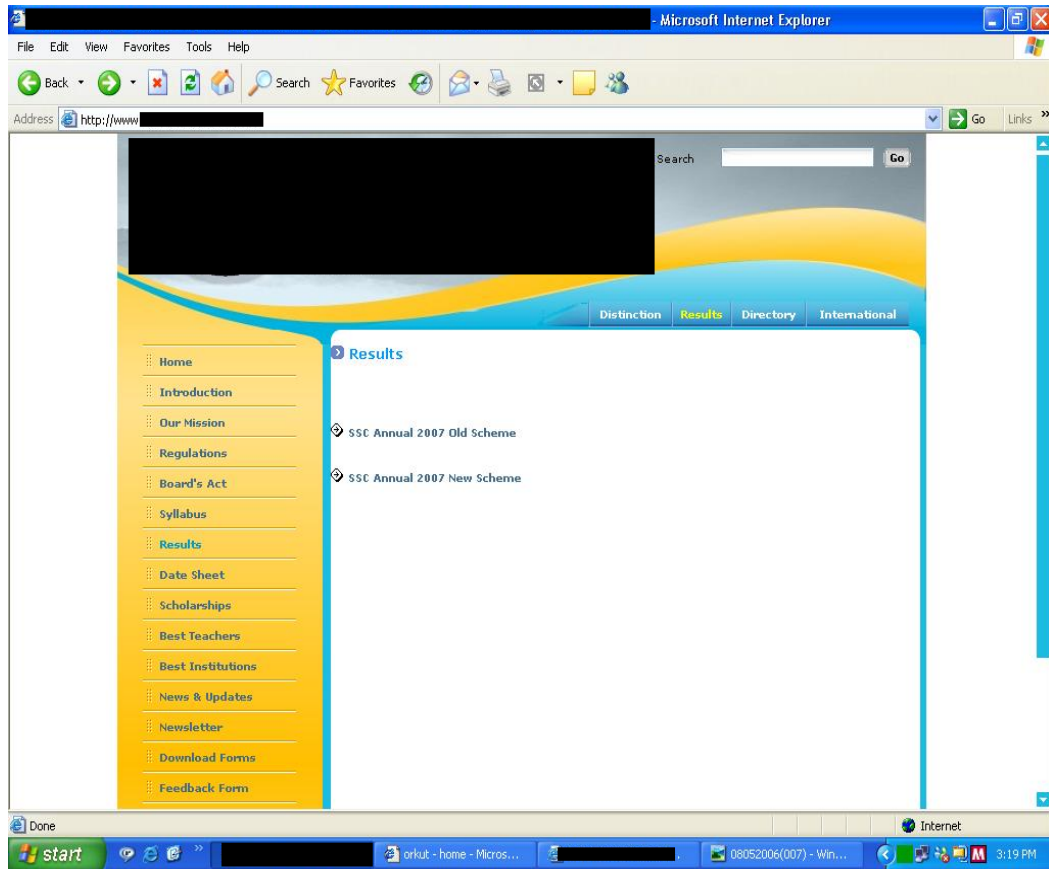 - Microsoft Internet Explorer
File Edit View Favorites Tools Help
Back Search Favorites
Address http://www Go Links »
Search Go
Distinction Results Directory International
Results
Home
Introduction
SSC Annual 2007 Old Scheme
Our Mission
Regulations
SSC Annual 2007 New Scheme
Board's Act
Syllabus
Results
Date Sheet
Scholarships
Best Teachers
Best Institutions
News & Updates
Newsletter
Download Forms
Feedback Form
Done Internet
start » orkut - home - Micros... . 08052006(007) - Win... 3:19 PM